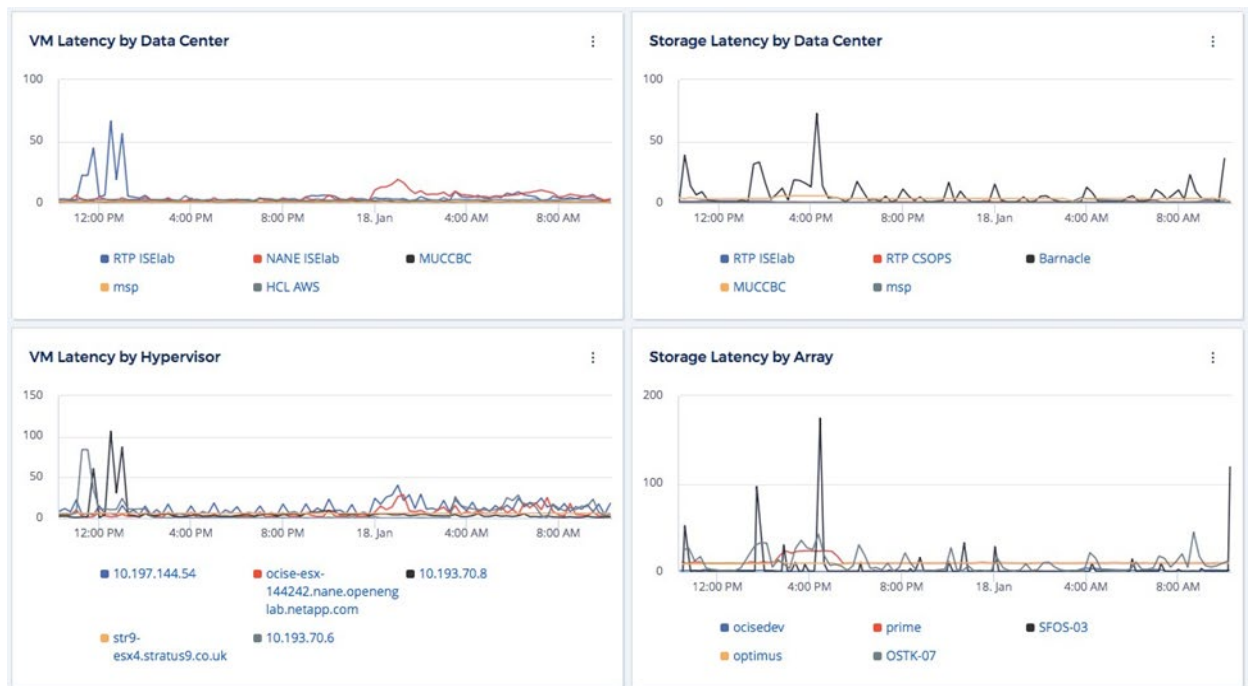 VM Latency by Data Center
100
50
0
12:00 PM 4:00 PM 8:00 PM 18. Jan 4:00 AM 8:00 AM
RTP ISElab NANE ISElab MUCCBC
msp HCL AWS
Storage Latency by Data Center
100
50
0
12:00 PM 4:00 PM 8:00 PM 18. Jan 4:00 AM 8:00 AM
RTP ISElab RTP CSOPS Barnacle
MUCCBC msp
VM Latency by Hypervisor
150
100
50
0
12:00 PM 4:00 PM 8:00 PM 18. Jan 4:00 AM 8:00 AM
10.197.144.54 ocise-esx- 10.193.70.8
144242.nane.openeng
lab.netapp.com
str9- 10.193.70.6
esx4.stratus9.co.uk
Storage Latency by Array
200
100
0
12:00 PM 4:00 PM 8:00 PM 18. Jan 4:00 AM 8:00 AM
ocisedev prime SFOS-03
optimus OSTK-07